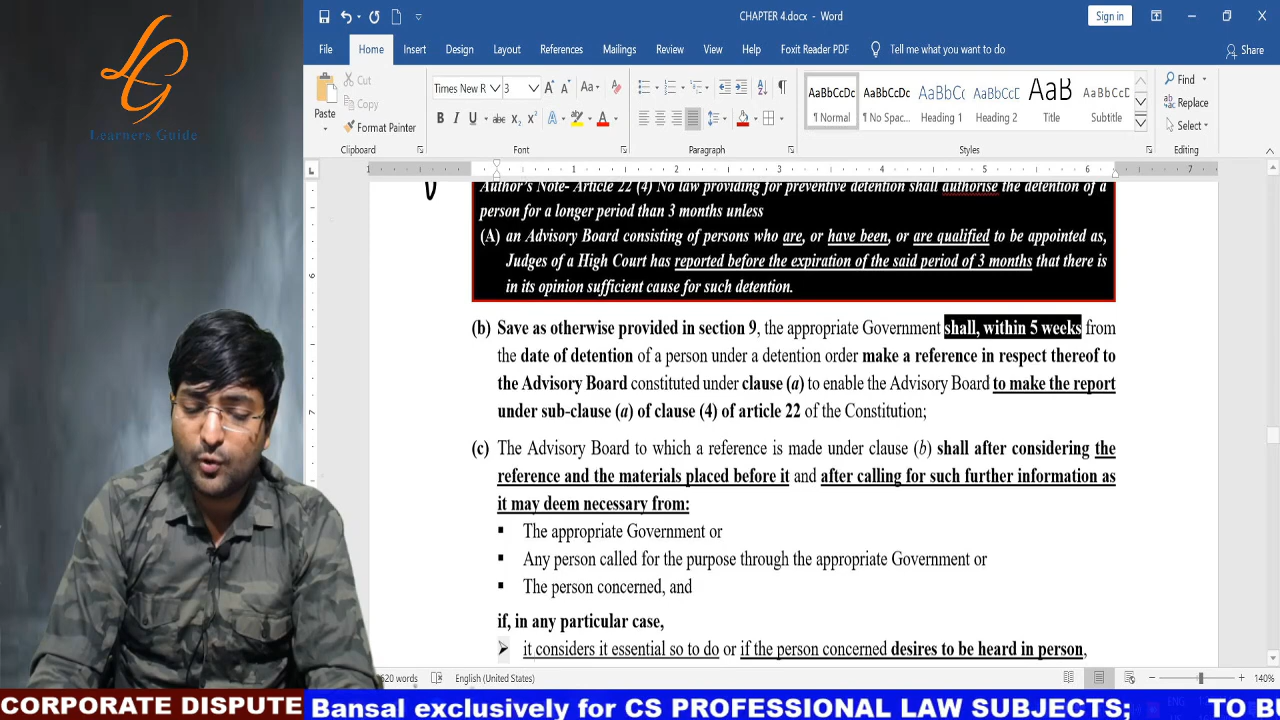 LG
Learners Guide
CHAPTER 4.docx - Word
Sign in
File Home Insert Design Layout References Mailings Review View Help Foxit Reader PDF Tell me what you want to do Share
Paste
Cut
Copy
Format Painter
Clipboard
Times New R 3
Font
Paragraph
AaBbCcDc AaBbCcDc AaBbCc AaBbCcDc AaB AaBbCcDc
¶ Normal ¶ No Spac... Heading 1 Heading 2 Title Subtitle
Styles
Find
Replace
Select
Editing
1 1 2 3 4 5 6 7
Author's Note- Article 22 (4) No law providing for preventive detention shall authorise the detention of a
person for a longer period than 3 months unless
(A) an Advisory Board consisting of persons who are, or have been, or are qualified to be appointed as,
Judges of a High Court has reported before the expiration of the said period of 3 months that there is
in its opinion sufficient cause for such detention.
(b) Save as otherwise provided in section 9, the appropriate Government shall, within 5 weeks from
the date of detention of a person under a detention order make a reference in respect thereof to
the Advisory Board constituted under clause (a) to enable the Advisory Board to make the report
under sub-clause (a) of clause (4) of article 22 of the Constitution;
(c) The Advisory Board to which a reference is made under clause (b) shall after considering the
reference and the materials placed before it and after calling for such further information as
it may deem necessary from:
▪ The appropriate Government or
▪ Any person called for the purpose through the appropriate Government or
▪ The person concerned, and
if, in any particular case,
➢ it considers it essential so to do or if the person concerned desires to be heard in person,
620 words English (United States) 140%
CORPORATE DISPUTE Bansal exclusively for CS PROFESSIONAL LAW SUBJECTS; TO BU